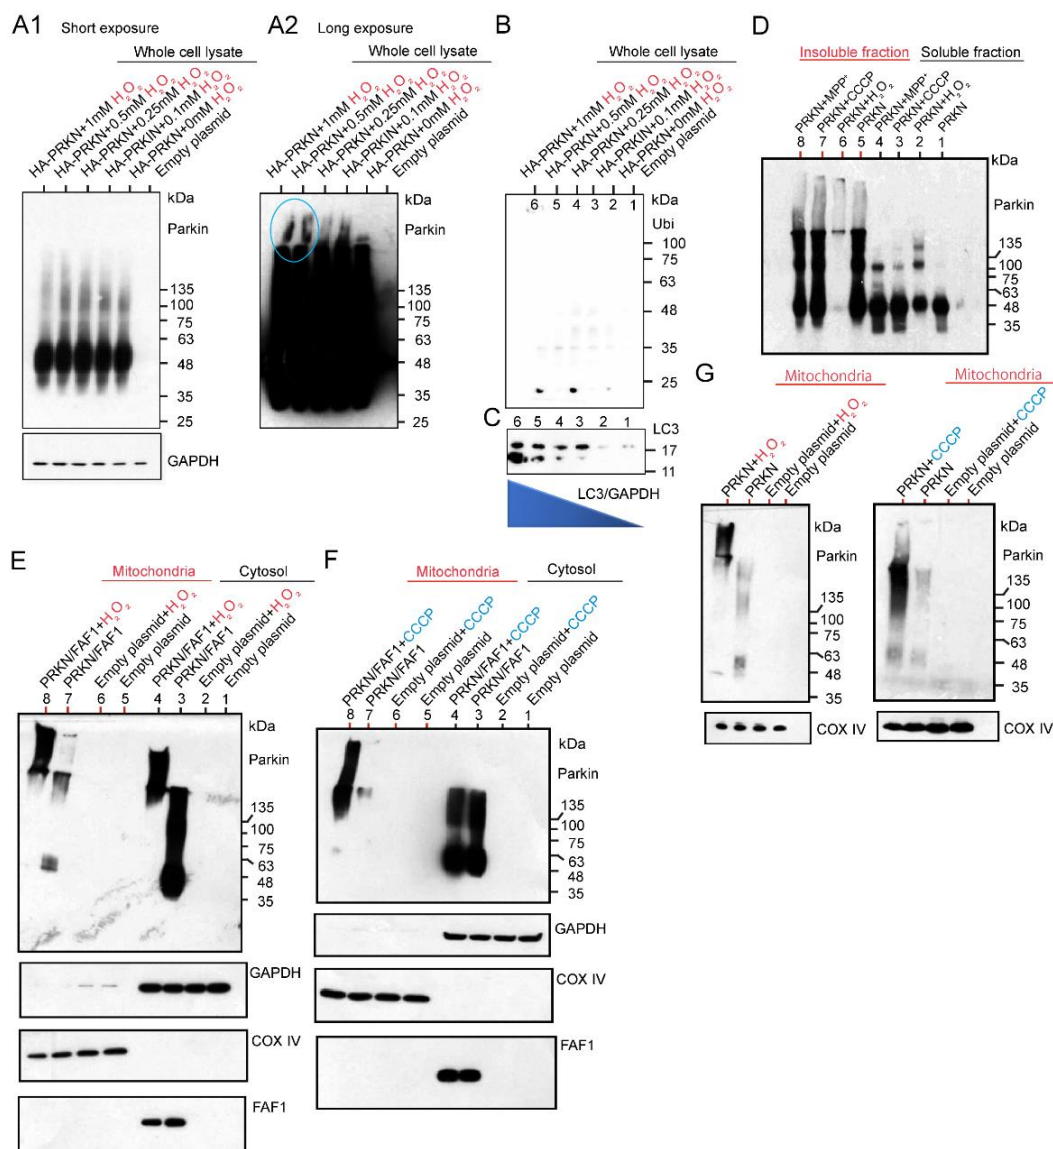 A1 Short exposure
Whole cell lysate
HA-PRKN+1mM H2O2
HA-PRKN+0.5mM H2O2
HA-PRKN+0.25mM H2O2
HA-PRKN+0.1mM H2O2
HA-PRKN+0mM H2O2
Empty plasmid
kDa
Parkin
135
100
75
63
48
35
25
GAPDH
A2 Long exposure
Whole cell lysate
HA-PRKN+1mM H2O2
HA-PRKN+0.5mM H2O2
HA-PRKN+0.25mM H2O2
HA-PRKN+0.1mM H2O2
HA-PRKN+0mM H2O2
Empty plasmid
kDa
Parkin
135
100
75
63
48
35
25
B
Whole cell lysate
HA-PRKN+1mM H2O2
HA-PRKN+0.5mM H2O2
HA-PRKN+0.25mM H2O2
HA-PRKN+0.1mM H2O2
HA-PRKN+0mM H2O2
Empty plasmid
6 5 4 3 2 1
kDa
Ubi
100
75
63
48
35
25
C
6 5 4 3 2 1
LC3
17
11
LC3/GAPDH
D
Insoluble fraction Soluble fraction
PRKN+MPP+
PRKN+CCCP
PRKN+H2O2
PRKN
PRKN+MPP+
PRKN+CCCP
PRKN+H2O2
PRKN
8 7 6 5 4 3 2 1
kDa
Parkin
135
100
75
63
48
35
E
Mitochondria Cytosol
PRKN/FAF1+H2O2
PRKN/FAF1
Empty plasmid+H2O2
Empty plasmid
PRKN/FAF1+H2O2
PRKN/FAF1
Empty plasmid+H2O2
Empty plasmid
8 7 6 5 4 3 2 1
kDa
Parkin
135
100
75
63
48
35
GAPDH
COX IV
FAF1
F
Mitochondria Cytosol
PRKN/FAF1+CCCP
PRKN/FAF1
Empty plasmid+CCCP
Empty plasmid
PRKN/FAF1+CCCP
PRKN/FAF1
Empty plasmid+CCCP
Empty plasmid
8 7 6 5 4 3 2 1
kDa
Parkin
135
100
75
63
48
35
GAPDH
COX IV
FAF1
G
Mitochondria
PRKN+H2O2
PRKN
Empty plasmid+H2O2
Empty plasmid
kDa
Parkin
135
100
75
63
48
35
COX IV
Mitochondria
PRKN+CCCP
PRKN
Empty plasmid+CCCP
Empty plasmid
kDa
Parkin
135
100
75
63
48
35
COX IV